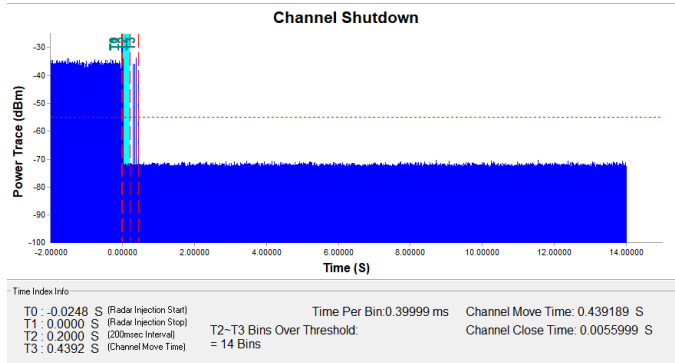 Channel Shutdown
Power Trace (dBm)
-30
-40
-50
-60
-70
-80
-90
-100
-2.00000 0.00000 2.00000 4.00000 6.00000 8.00000 10.00000 12.00000 14.00000
Time (S)
Time Index Info
T0 : -0.0248 S (Radar Injection Start)
T1 : 0.0000 S (Radar Injection Stop)
T2 : 0.2000 S (200msec Interval)
T3 : 0.4392 S (Channel Move Time)
Time Per Bin:0.39999 ms
T2~T3 Bins Over Threshold:
= 14 Bins
Channel Move Time: 0.439189 S
Channel Close Time: 0.0055999 S